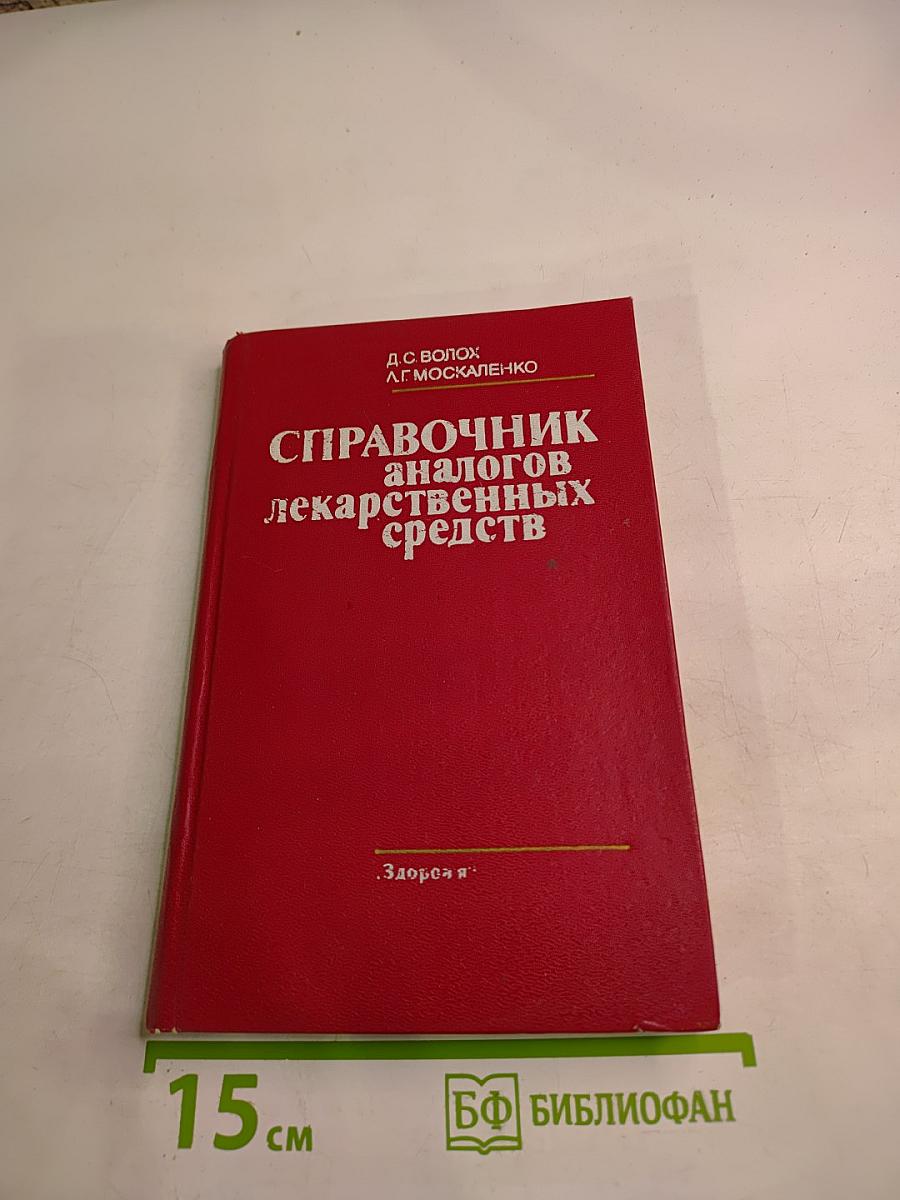 Д.С. ВОЛОХ
Л.Г. МОСКАЛЕНКО
СПРАВОЧНИК
аналогов
лекарственных
средств
„Здоров'я“
15 см
БФ БИБЛИОФАН